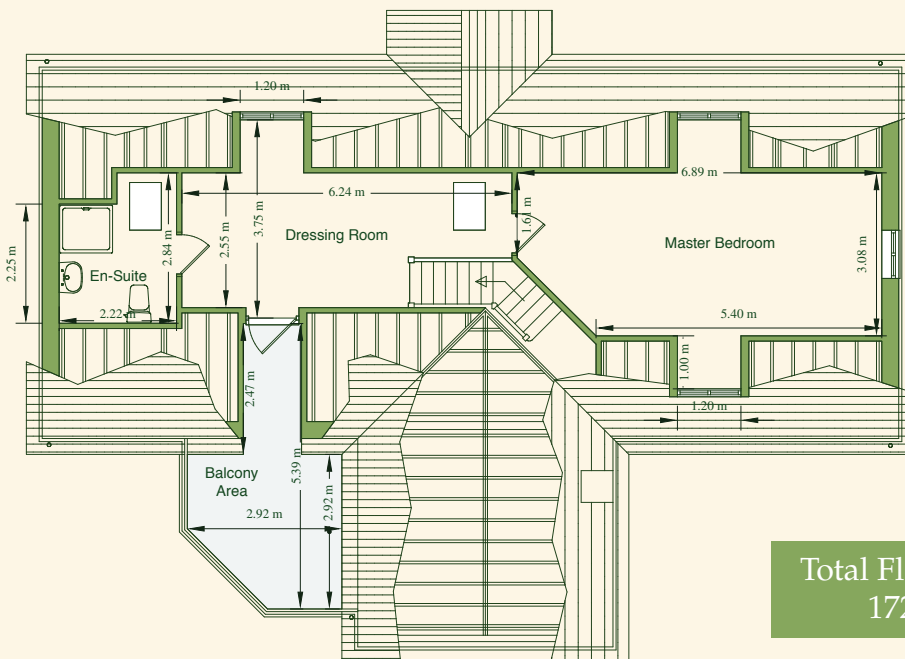 1.20 m
6.24 m
6.89 m
3.75 m
2.55 m
1.61 m
Dressing Room
Master Bedroom
3.08 m
2.25 m
2.84 m
En-Suite
2.22 m
5.40 m
1.00 m
1.20 m
2.47 m
Balcony
Area
5.39 m
2.92 m
2.92 m
Total Fl
172